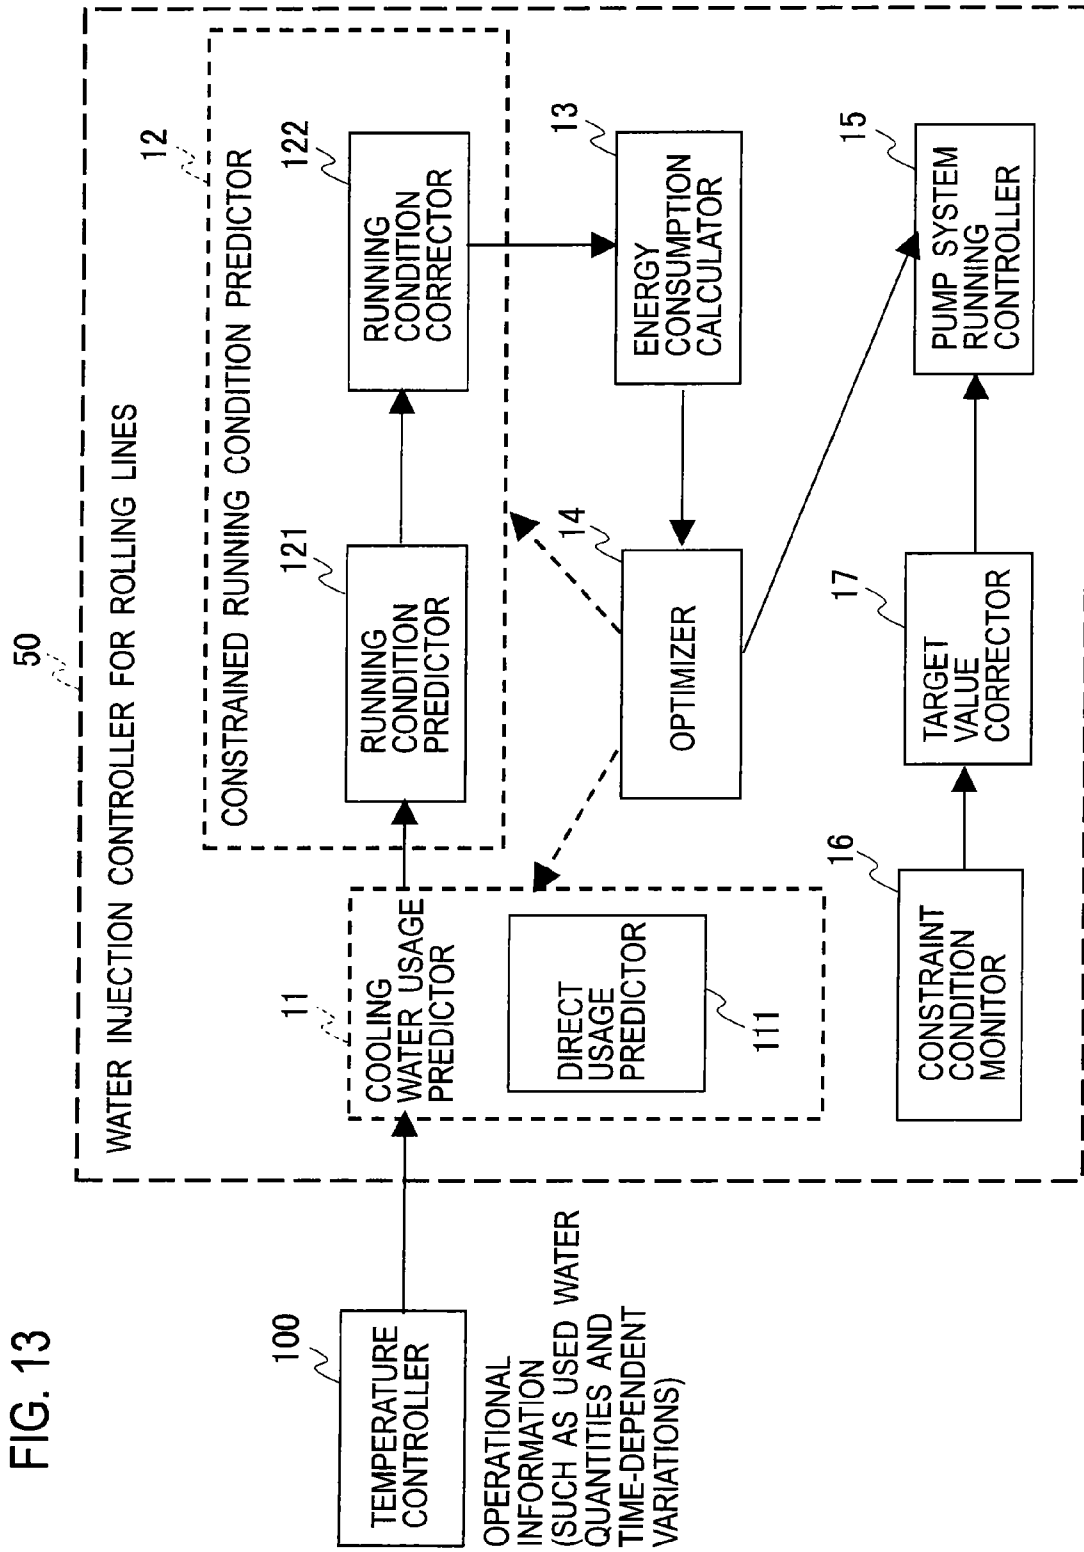 FIG. 13
50
WATER INJECTION CONTROLLER FOR ROLLING LINES
12
CONSTRAINED RUNNING CONDITION PREDICTOR
100
TEMPERATURE
CONTROLLER
OPERATIONAL
INFORMATION
(SUCH AS USED WATER
QUANTITIES AND
TIME-DEPENDENT
VARIATIONS)
11
COOLING
WATER USAGE
PREDICTOR
DIRECT
USAGE
PREDICTOR
111
121
RUNNING
CONDITION
PREDICTOR
122
RUNNING
CONDITION
CORRECTOR
14
OPTIMIZER
13
ENERGY
CONSUMPTION
CALCULATOR
16
CONSTRAINT
CONDITION
MONITOR
17
TARGET
VALUE
CORRECTOR
15
PUMP SYSTEM
RUNNING
CONTROLLER